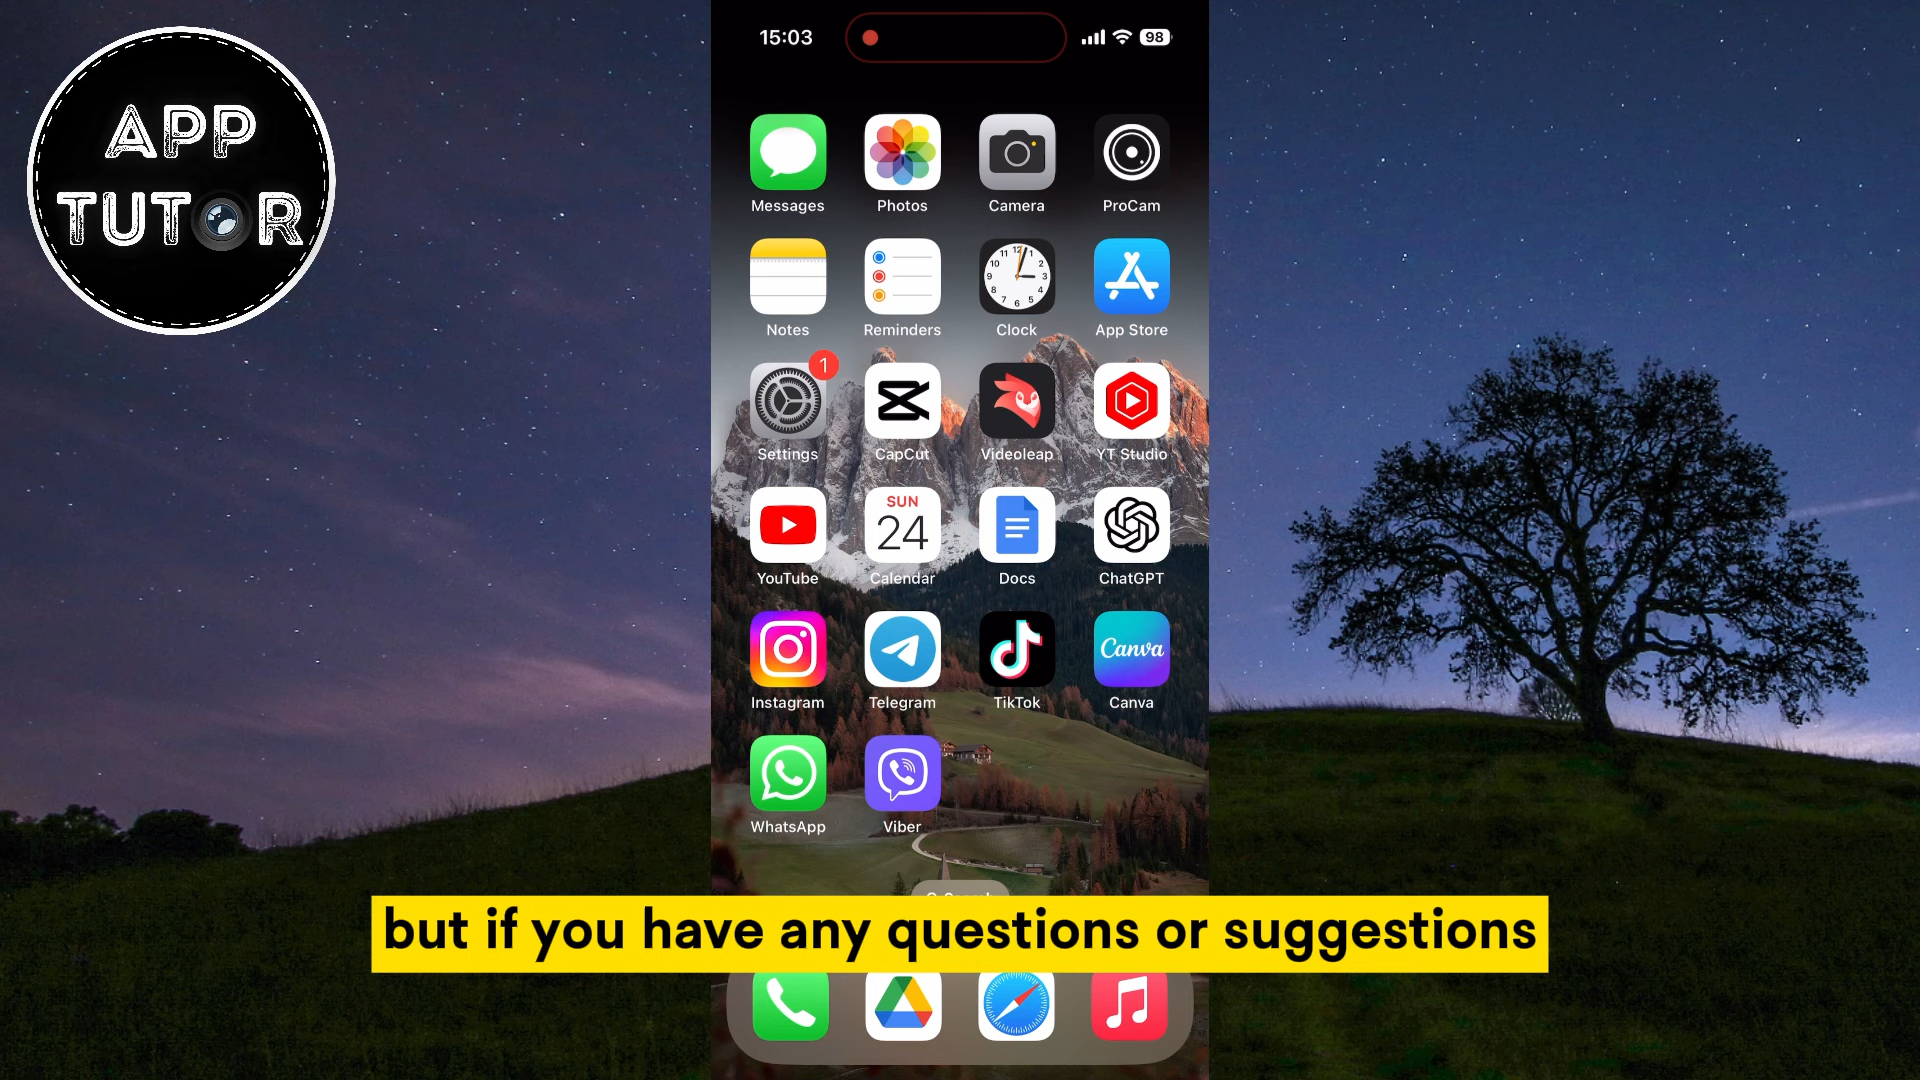 APP
TUTOR
15:03
98
Messages
Photos
Camera
ProCam
Notes
Reminders
Clock
App Store
1
Settings
CapCut
Videoleap
YT Studio
SUN
24
YouTube
Calendar
Docs
ChatGPT
Canva
Instagram
Telegram
TikTok
Canva
WhatsApp
Viber
but if you have any questions or suggestions